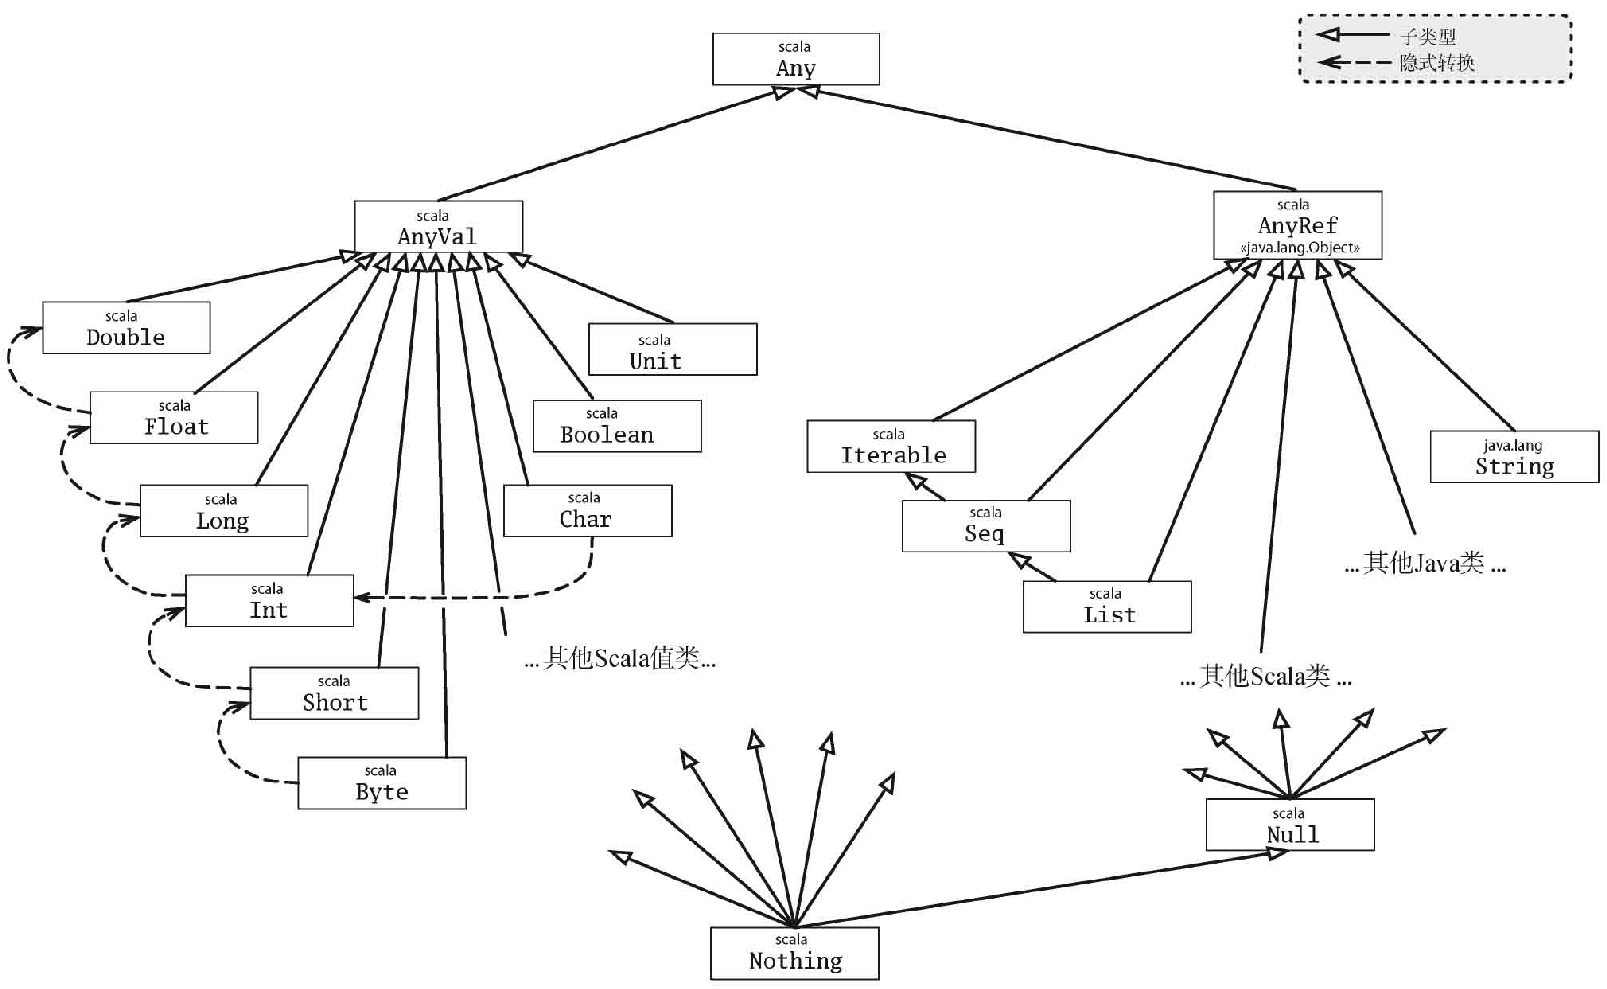 scala
Any
子类型
隐式转换
scala
AnyVal
scala
AnyRef
«java.lang.Object»
scala
Double
scala
Unit
scala
Float
scala
Boolean
scala
Iterable
java.lang
String
scala
Long
scala
Char
scala
Seq
... 其他Java类 ...
scala
Int
scala
List
... 其他Scala值类...
... 其他Scala类 ...
scala
Short
scala
Byte
scala
Null
scala
Nothing